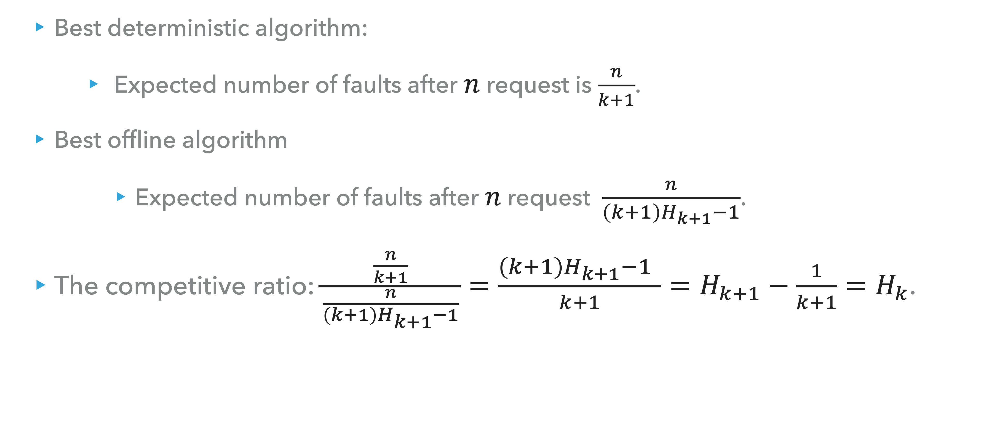 ▸ Best deterministic algorithm:
▸ Expected number of faults after $n$ request is $\frac{n}{k+1}$.
▸ Best offline algorithm
▸ Expected number of faults after $n$ request $\frac{n}{(k+1)H_{k+1}-1}$.
▸ The competitive ratio: $\frac{\frac{n}{k+1}}{\frac{n}{(k+1)H_{k+1}-1}} = \frac{(k+1)H_{k+1}-1}{k+1} = H_{k+1} - \frac{1}{k+1} = H_k$.